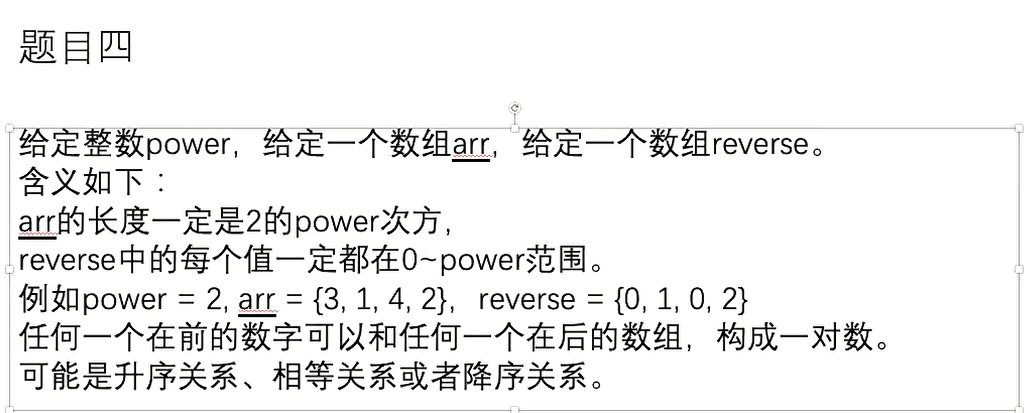 题目四
给定整数power，给定一个数组arr，给定一个数组reverse。
含义如下：
arr的长度一定是2的power次方，
reverse中的每个值一定都在0~power范围。
例如power = 2, arr = {3, 1, 4, 2}，reverse = {0, 1, 0, 2}
任何一个在前的数字可以和任何一个在后的数组，构成一对数。
可能是升序关系、相等关系或者降序关系。